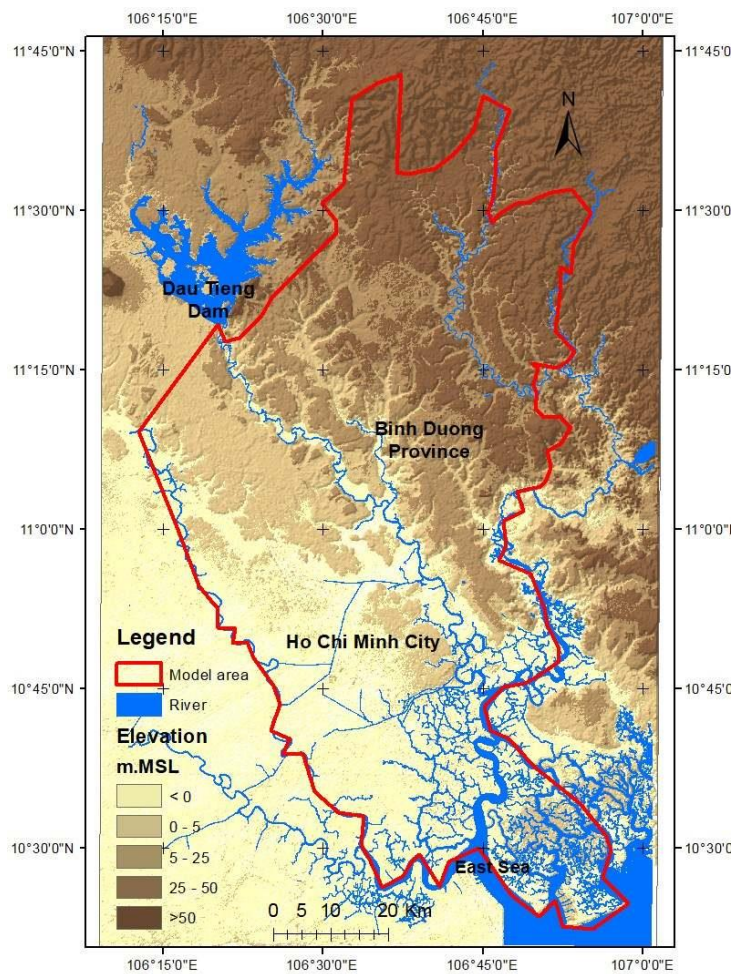 106°15'0"E 106°30'0"E 106°45'0"E 107°0'0"E
11°45'0"N 11°45'0"N
N
11°30'0"N 11°30'0"N
Dau Tieng
Dam
11°15'0"N 11°15'0"N
Binh Duong
Province
11°0'0"N 11°0'0"N
Legend
Ho Chi Minh City
Model area
10°45'0"N 10°45'0"N
River
Elevation
m.MSL
< 0
0 - 5
10°30'0"N 10°30'0"N
5 - 25
East Sea
25 - 50
0 5 10 20 Km
>50
106°15'0"E 106°30'0"E 106°45'0"E 107°0'0"E